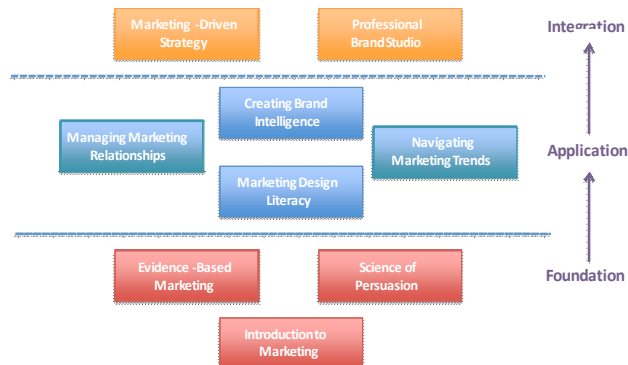 Marketing -Driven
Strategy
Professional
Brand Studio
Integration
Creating Brand
Intelligence
Managing Marketing
Relationships
Navigating
Marketing Trends
Application
Marketing Design
Literacy
Evidence -Based
Marketing
Science of
Persuasion
Foundation
Introduction to
Marketing